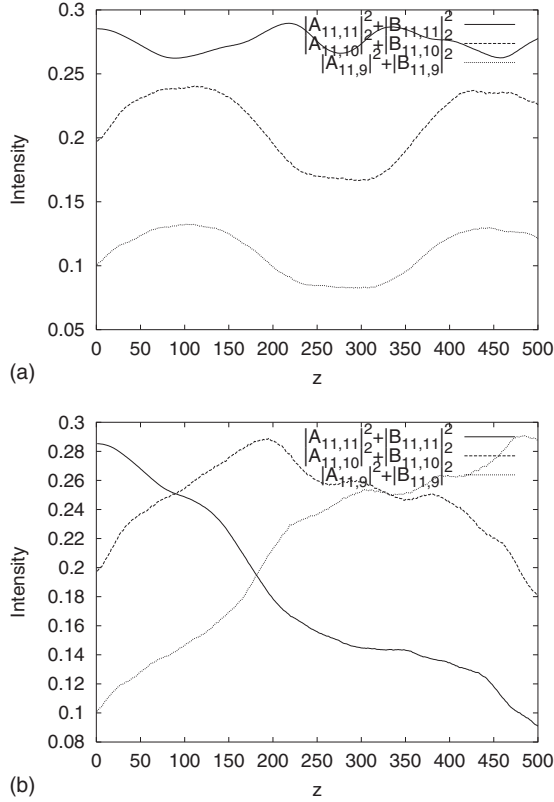 0.3
|A11,11|^2+|B11,11|^2
|A11,10|^2+|B11,10|^2
|A11,9|^2+|B11,9|^2
0.25
0.2
0.15
0.1
0.05
Intensity
0 50 100 150 200 250 300 350 400 450 500
z
(a)
0.3
|A11,11|^2+|B11,11|^2
|A11,10|^2+|B11,10|^2
|A11,9|^2+|B11,9|^2
0.28
0.26
0.24
0.22
0.2
0.18
0.16
0.14
0.12
0.1
0.08
Intensity
0 50 100 150 200 250 300 350 400 450 500
z
(b)